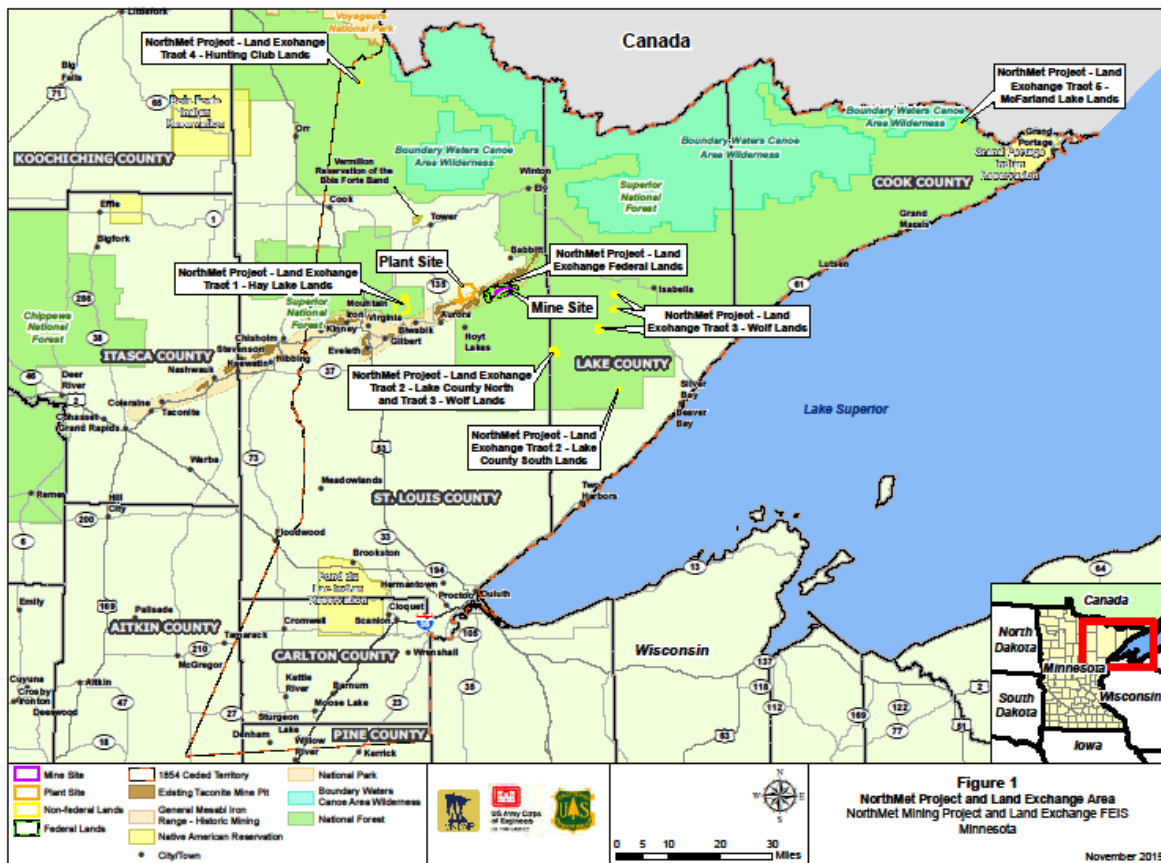 Littlefork
Voyageurs
National Park
NorthMet Project - Land Exchange
Tract 4 - Hunting Club Lands
Canada
NorthMet Project - Land
Exchange Tract 5 -
McFarland Lake Lands
Big
Falls
71
65
Bois Forte
Indian
Reservation
Orr
KOOCHICHING COUNTY
Boundary Waters Canoe
Area Wilderness
Boundary Waters Canoe
Area Wilderness
Boundary Waters Canoe
Area Wilderness
Grand
Portage
Grand Portage
Indian
Reservation
COOK COUNTY
Vermilion
Reservation of the
Bois Forte Band
Winton
Ely
Superior
National
Forest
Effie
1
Cook
Tower
Bigfork
Grand
Marais
Babbitt
NorthMet Project - Land
Exchange Federal Lands
Plant Site
135
NorthMet Project - Land Exchange
Tract 1 - Hay Lake Lands
Lutsen
61
Isabella
286
38
Chippewa
National
Forest
Superior
National
Forest
Mountain
Iron
Virginia
Kinney
Biwabik
Aurora
Mine Site
NorthMet Project - Land
Exchange Tract 3 - Wolf Lands
Chisholm
Gilbert
Hoyt
Lakes
Stevenson
Hibbing
Eveleth
ITASCA COUNTY
Keewatin
Nashwauk
37
LAKE COUNTY
46
Deer
River
2
NorthMet Project - Land Exchange
Tract 2 - Lake County North
and Tract 3 - Wolf Lands
Silver
Bay
Beaver
Bay
Lake Superior
Coleraine
Taconite
Cohasset
Grand Rapids
NorthMet Project - Land
Exchange Tract 2 - Lake
County South Lands
53
Warba
73
Meadowlands
ST. LOUIS COUNTY
Two
Harbors
Remer
Hill
City
200
6
Floodwood
33
Brookston
194
Hermantown
Proctor
Duluth
13
64
Fond du
Lac Indian
Reservation
Cloquet
Scanlon
35
105
Emily
169
Palisade
AITKIN COUNTY
Cromwell
Tamarack
210
McGregor
CARLTON COUNTY
Wrenshall
Wisconsin
137
118
112
2
Cuyuna
Crosby
Ironton
Deerwood
Aitkin
47
18
Kettle
River
Barnum
Moose Lake
23
35
27
Sturgeon
Lake
Denham
Willow
River
PINE COUNTY
Kerrick
63
169
122
77
51
Canada
North
Dakota
Minnesota
South
Dakota
Wisconsin
Iowa
Mine Site
Plant Site
Non-federal Lands
Federal Lands
1854 Ceded Territory
Existing Taconite Mine Pit
General Mesabi Iron
Range - Historic Mining
Native American Reservation
City/Town
National Park
Boundary Waters
Canoe Area Wilderness
National Forest
US Army Corps
of Engineers
N
W
E
S
0 5 10 20 30
Miles
Figure 1
NorthMet Project and Land Exchange Area
NorthMet Mining Project and Land Exchange FEIS
Minnesota
November 2015